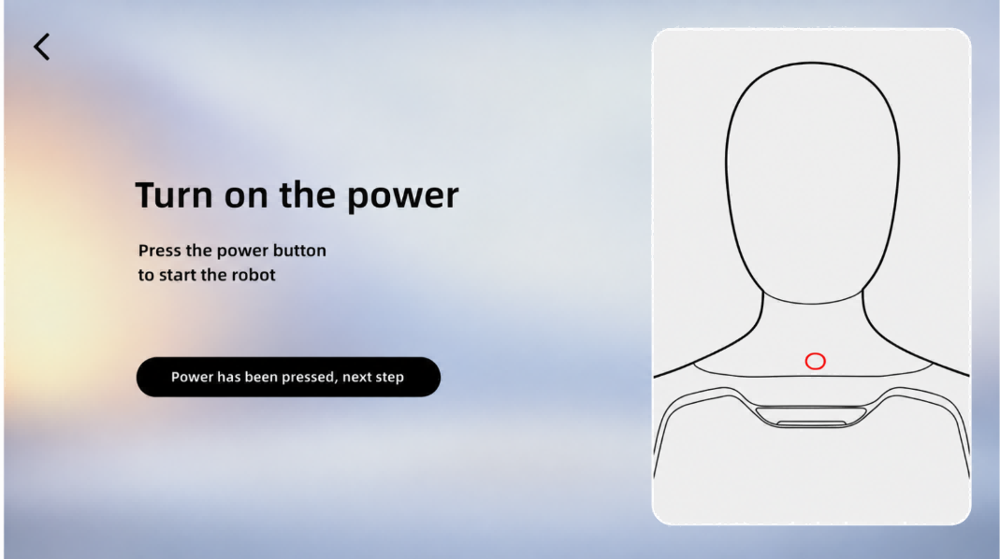 Turn on the power
Press the power button
to start the robot
Power has been pressed, next step